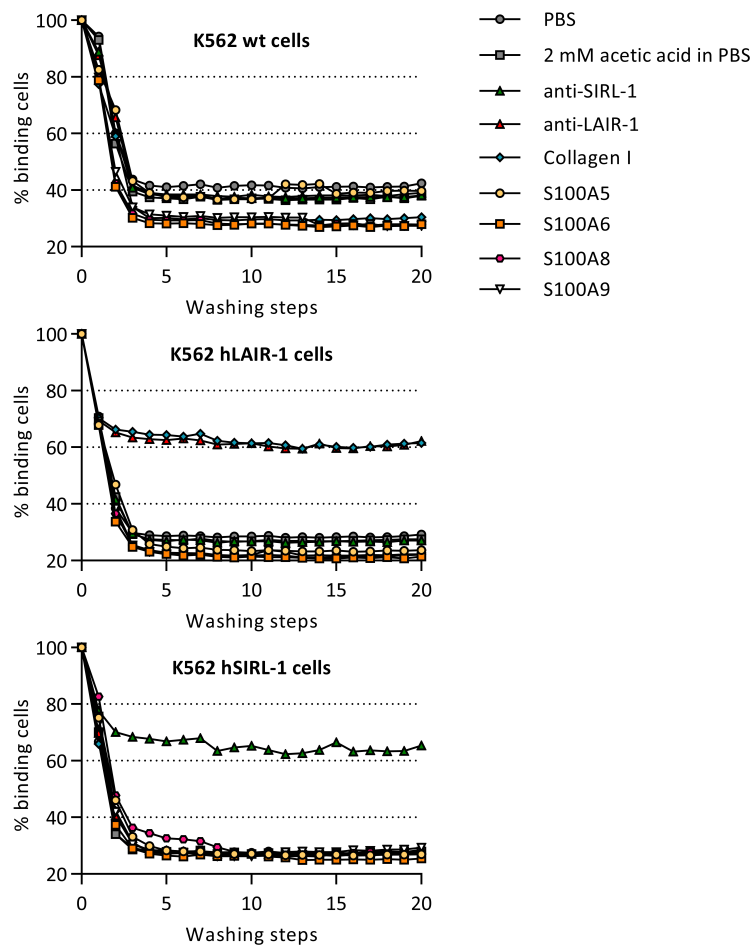 K562 wt cells
% binding cells
100
80
60
40
20
0 5 10 15 20
Washing steps
PBS
2 mM acetic acid in PBS
anti-SIRL-1
anti-LAIR-1
Collagen I
S100A5
S100A6
S100A8
S100A9
K562 hLAIR-1 cells
% binding cells
100
80
60
40
20
0 5 10 15 20
Washing steps
K562 hSIRL-1 cells
% binding cells
100
80
60
40
20
0 5 10 15 20
Washing steps